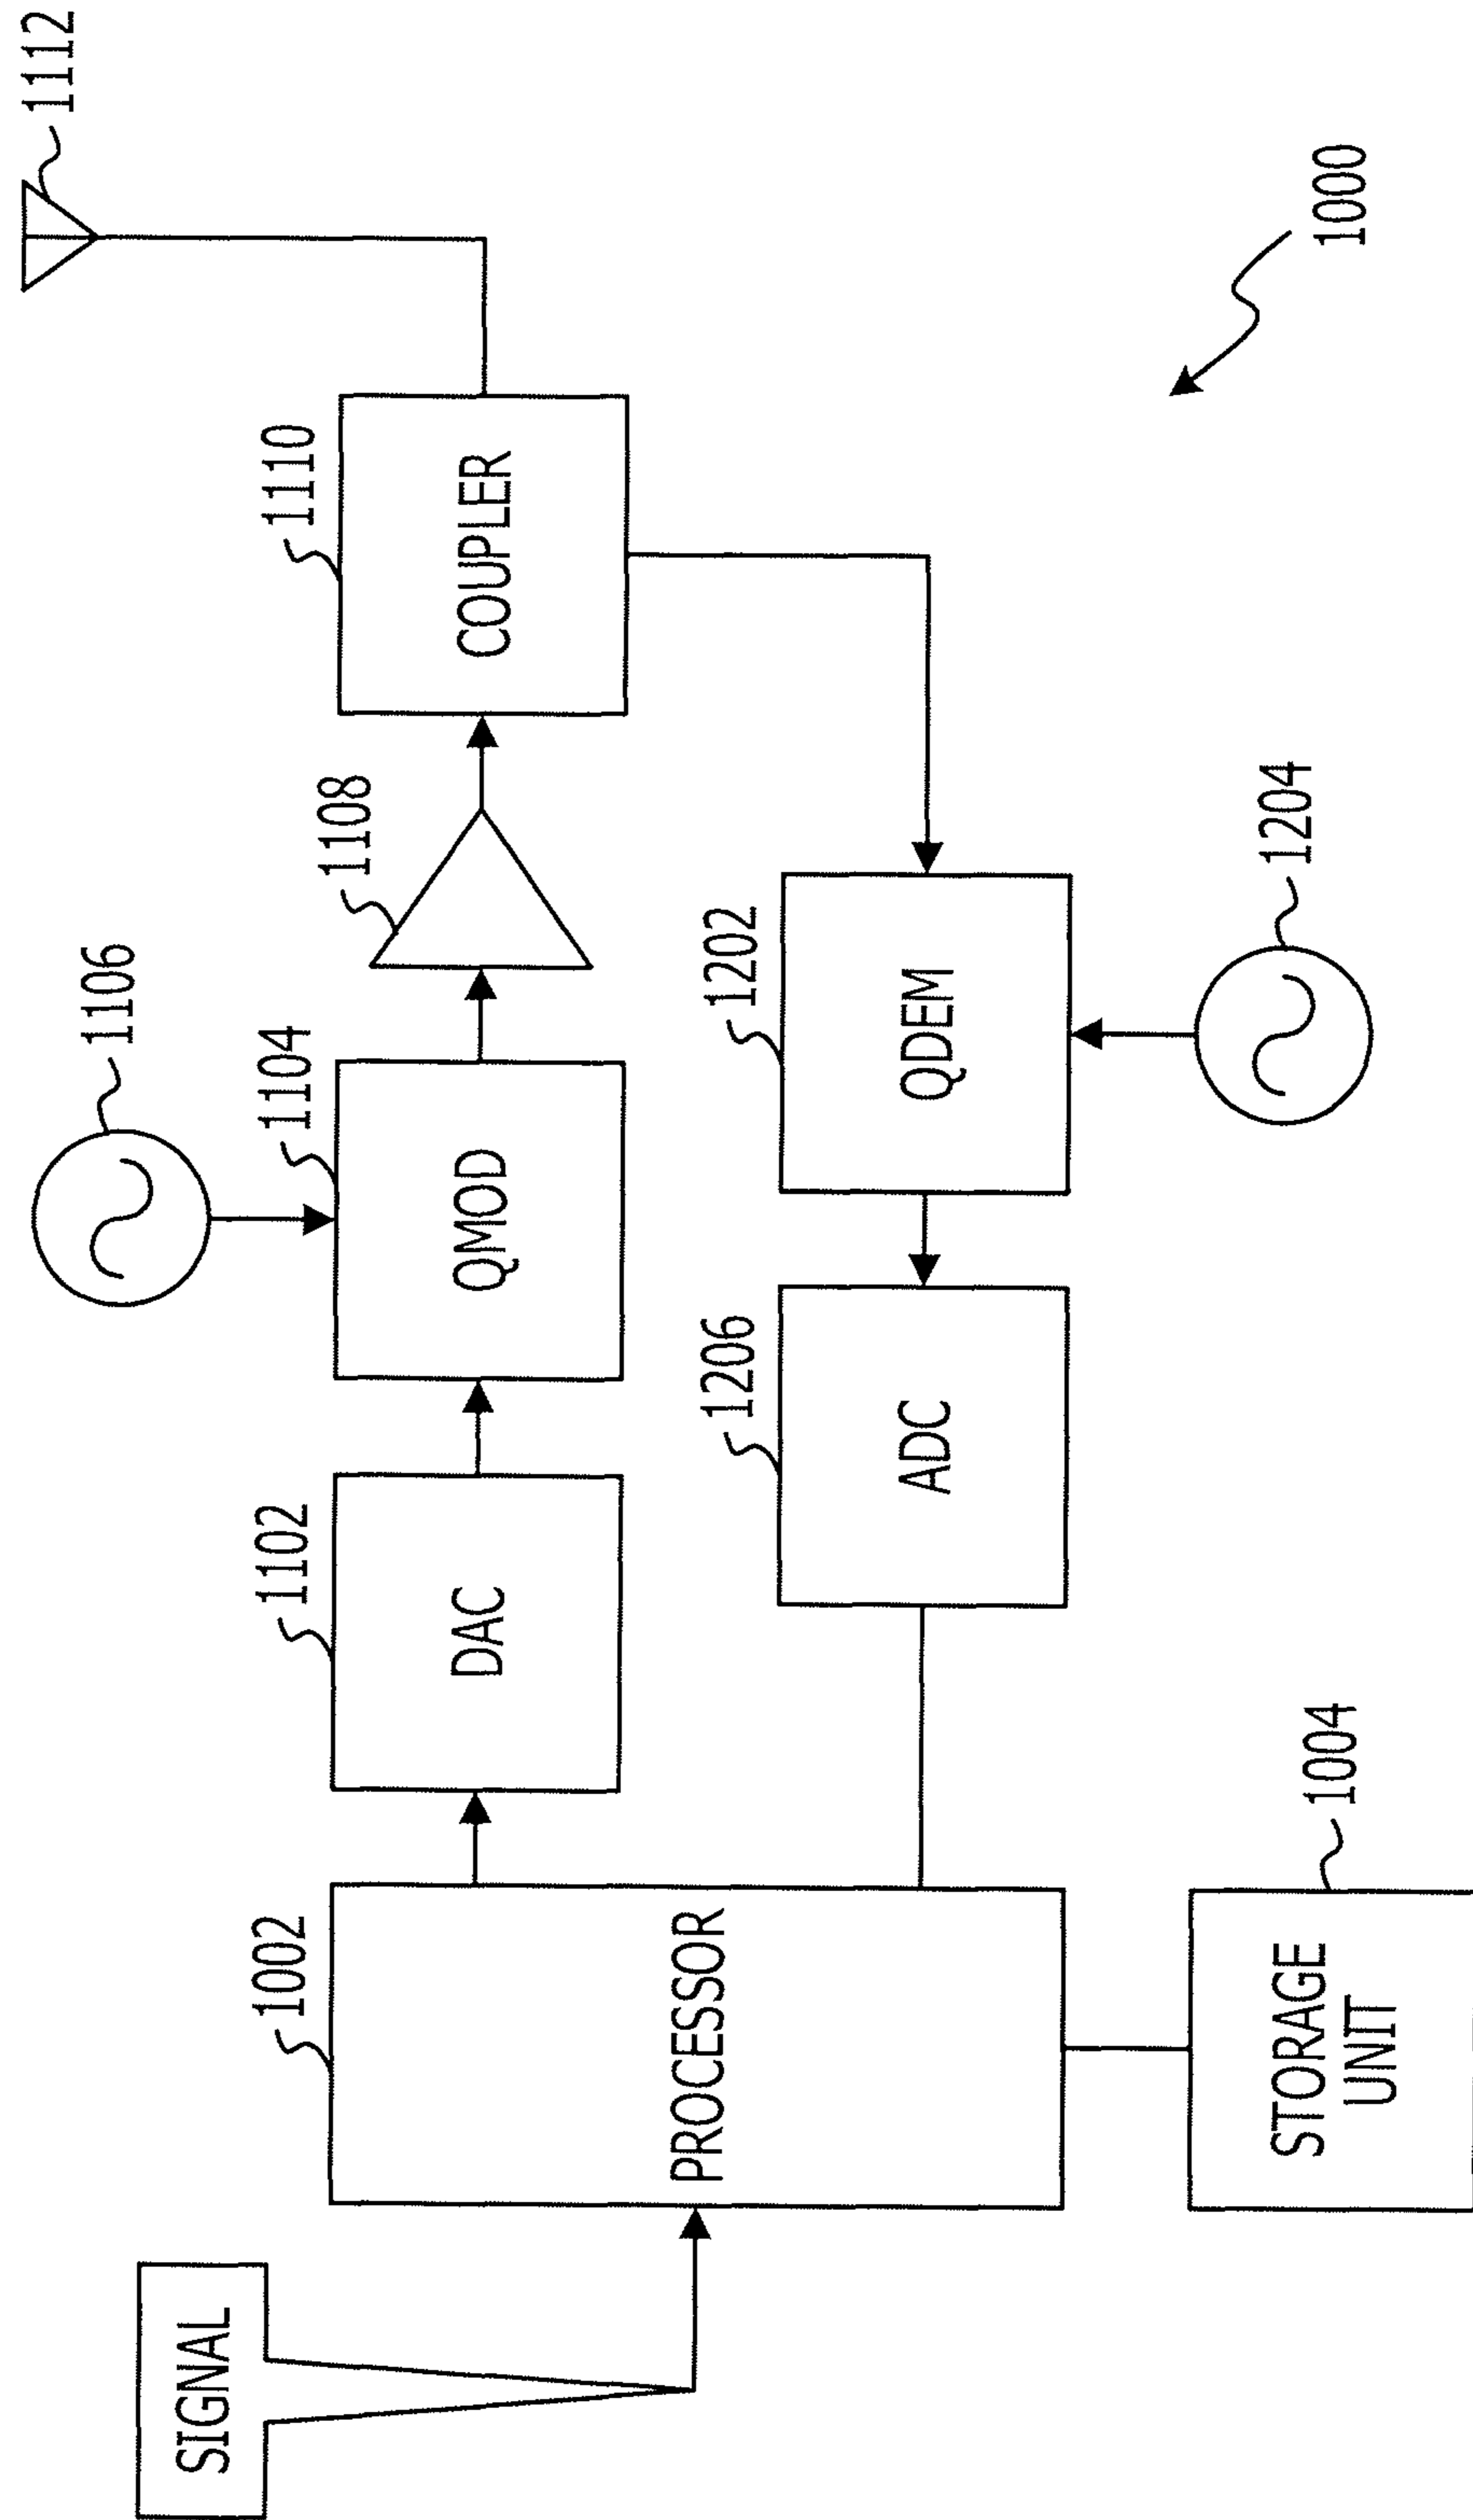 1112
1106
1104
1108
1110
1102
1002
SIGNAL
DAC
QMOD
COUPLER
PROCESSOR
1206
1202
ADC
QDEM
1204
1004
STORAGE
UNIT
1000